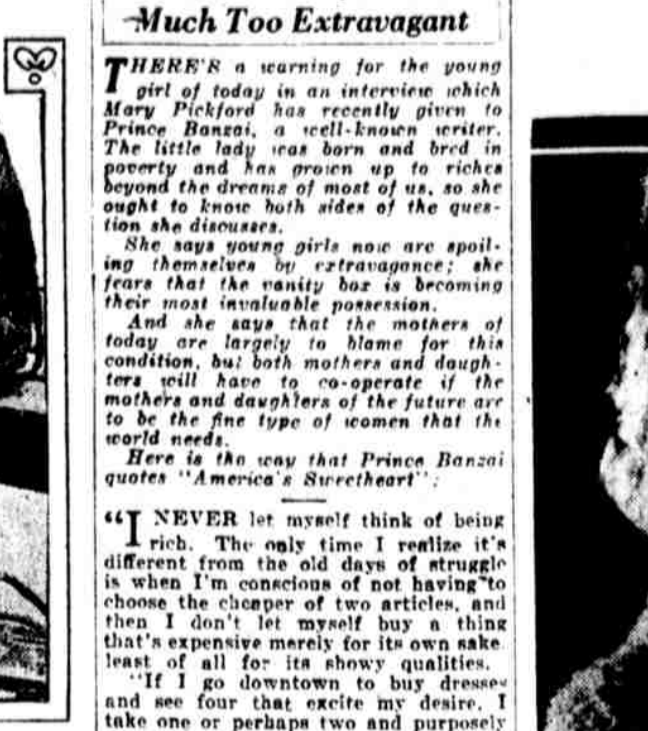 Much Too Extravagant
THERE'S a warning for the young
girl of today in an interview which
Mary Pickford has recently given to
Prince Banzai, a well-known writer.
The little lady was born and bred in
poverty and has grown up to riches
beyond the dreams of most of us, so she
ought to know both sides of the ques-
tion she discusses.
She says young girls now are spoil-
ing themselves by extravagance; she
fears that the vanity box is becoming
their most invaluable possession.
And she says that the mothers of
today are largely to blame for this
condition, but both mothers and daugh-
ters will have to co-operate if the
mothers and daughters of the future are
to be the fine type of women that the
world needs.
Here is the way that Prince Banzai
quotes "America's Sweetheart":
"I NEVER let myself think of being
rich. The only time I realize it's
different from the old days of struggle
is when I'm conscious of not having to
choose the cheaper of two articles, and
then I don't let myself buy a thing
that's expensive merely for its own sake
least of all for its showy qualities.
"If I go downtown to buy dresses
and see four that excite my desire, I
take one or perhaps two and purposely